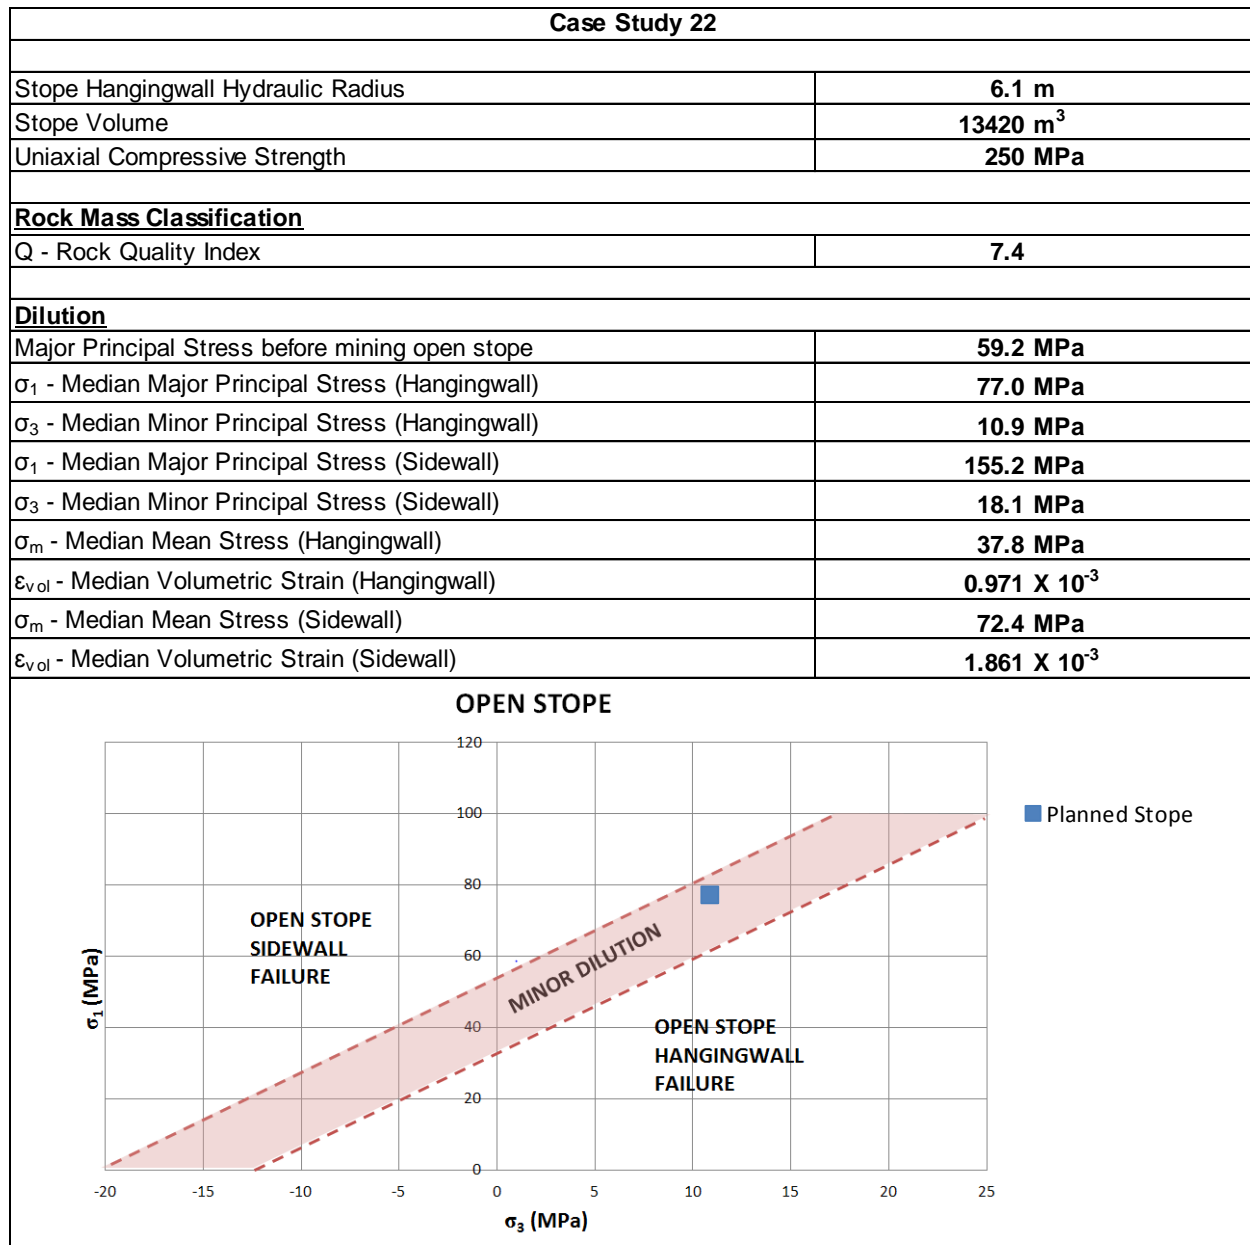 Case Study 22
Stope Hangingwall Hydraulic Radius 6.1 m
Stope Volume 13420 m³
Uniaxial Compressive Strength 250 MPa
Rock Mass Classification
Q - Rock Quality Index 7.4
Dilution
Major Principal Stress before mining open stope 59.2 MPa
σ₁ - Median Major Principal Stress (Hangingwall) 77.0 MPa
σ₃ - Median Minor Principal Stress (Hangingwall) 10.9 MPa
σ₁ - Median Major Principal Stress (Sidewall) 155.2 MPa
σ₃ - Median Minor Principal Stress (Sidewall) 18.1 MPa
σₘ - Median Mean Stress (Hangingwall) 37.8 MPa
εᵥₒₗ - Median Volumetric Strain (Hangingwall) 0.971 X 10⁻³
σₘ - Median Mean Stress (Sidewall) 72.4 MPa
εᵥₒₗ - Median Volumetric Strain (Sidewall) 1.861 X 10⁻³
OPEN STOPE
120
100
80
60
40
20
0
σ₁ (MPa)
OPEN STOPE
SIDEWALL
FAILURE
MINOR DILUTION
OPEN STOPE
HANGINGWALL
FAILURE
Planned Stope
-20 -15 -10 -5 0 5 10 15 20 25
σ₃ (MPa)